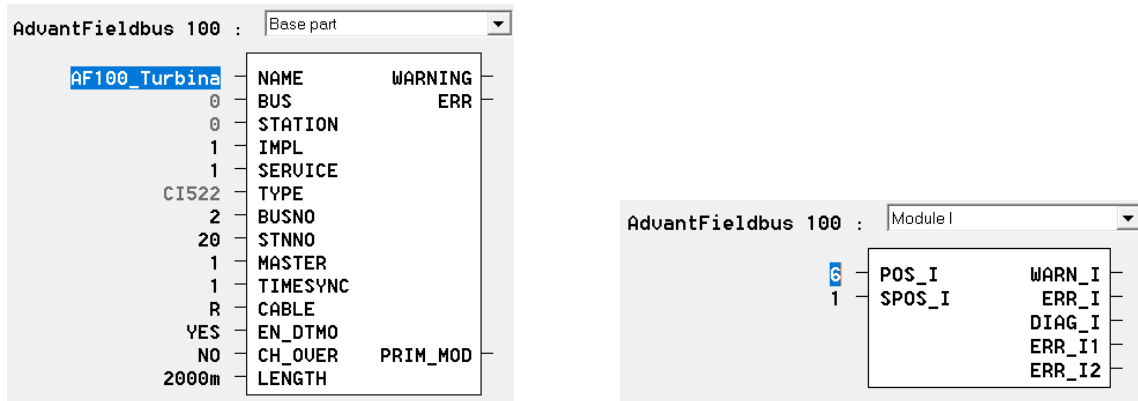 AdvantFieldbus 100 : Base part
AF100_Turbina NAME WARNING
0 BUS ERR
0 STATION
1 IMPL
1 SERVICE
CI522 TYPE
2 BUSNO
20 STNNO
1 MASTER
1 TIMESYNC
R CABLE
YES EN_DTMO
NO CH_OVER PRIM_MOD
2000m LENGTH
AdvantFieldbus 100 : Module I
6 POS_I WARN_I
1 SPOS_I ERR_I
DIAG_I
ERR_I1
ERR_I2